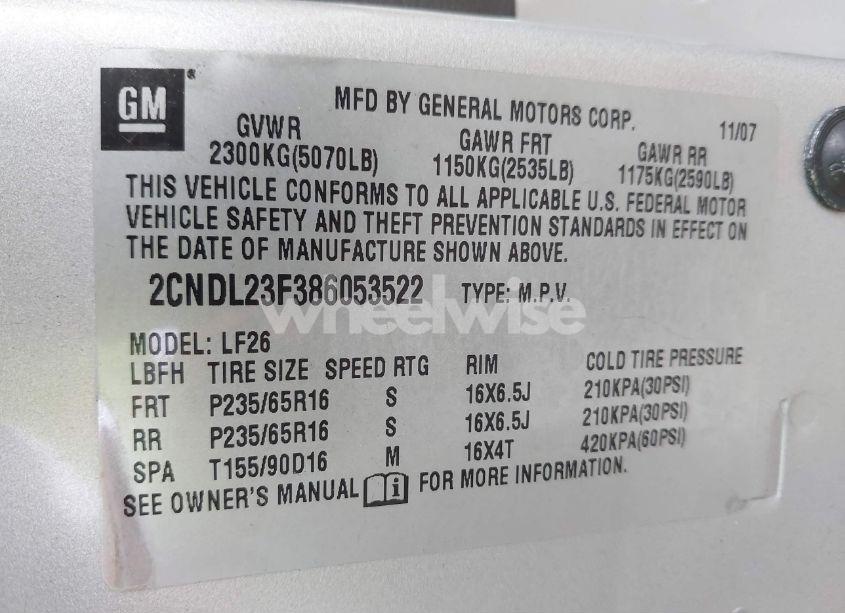 GM
MFD BY GENERAL MOTORS CORP. 11/07
GVWR GAWR FRT GAWR RR
2300KG(5070LB) 1150KG(2535LB) 1175KG(2590LB)
THIS VEHICLE CONFORMS TO ALL APPLICABLE U.S. FEDERAL MOTOR
VEHICLE SAFETY AND THEFT PREVENTION STANDARDS IN EFFECT ON
THE DATE OF MANUFACTURE SHOWN ABOVE.
2CNDL23F386053522 TYPE: M.P.V.
wheelwise
MODEL: LF26
LBFH TIRE SIZE SPEED RTG RIM COLD TIRE PRESSURE
FRT P235/65R16 S 16X6.5J 210KPA(30PSI)
RR P235/65R16 S 16X6.5J 210KPA(30PSI)
SPA T155/90D16 M 16X4T 420KPA(60PSI)
SEE OWNER'S MANUAL i FOR MORE INFORMATION.